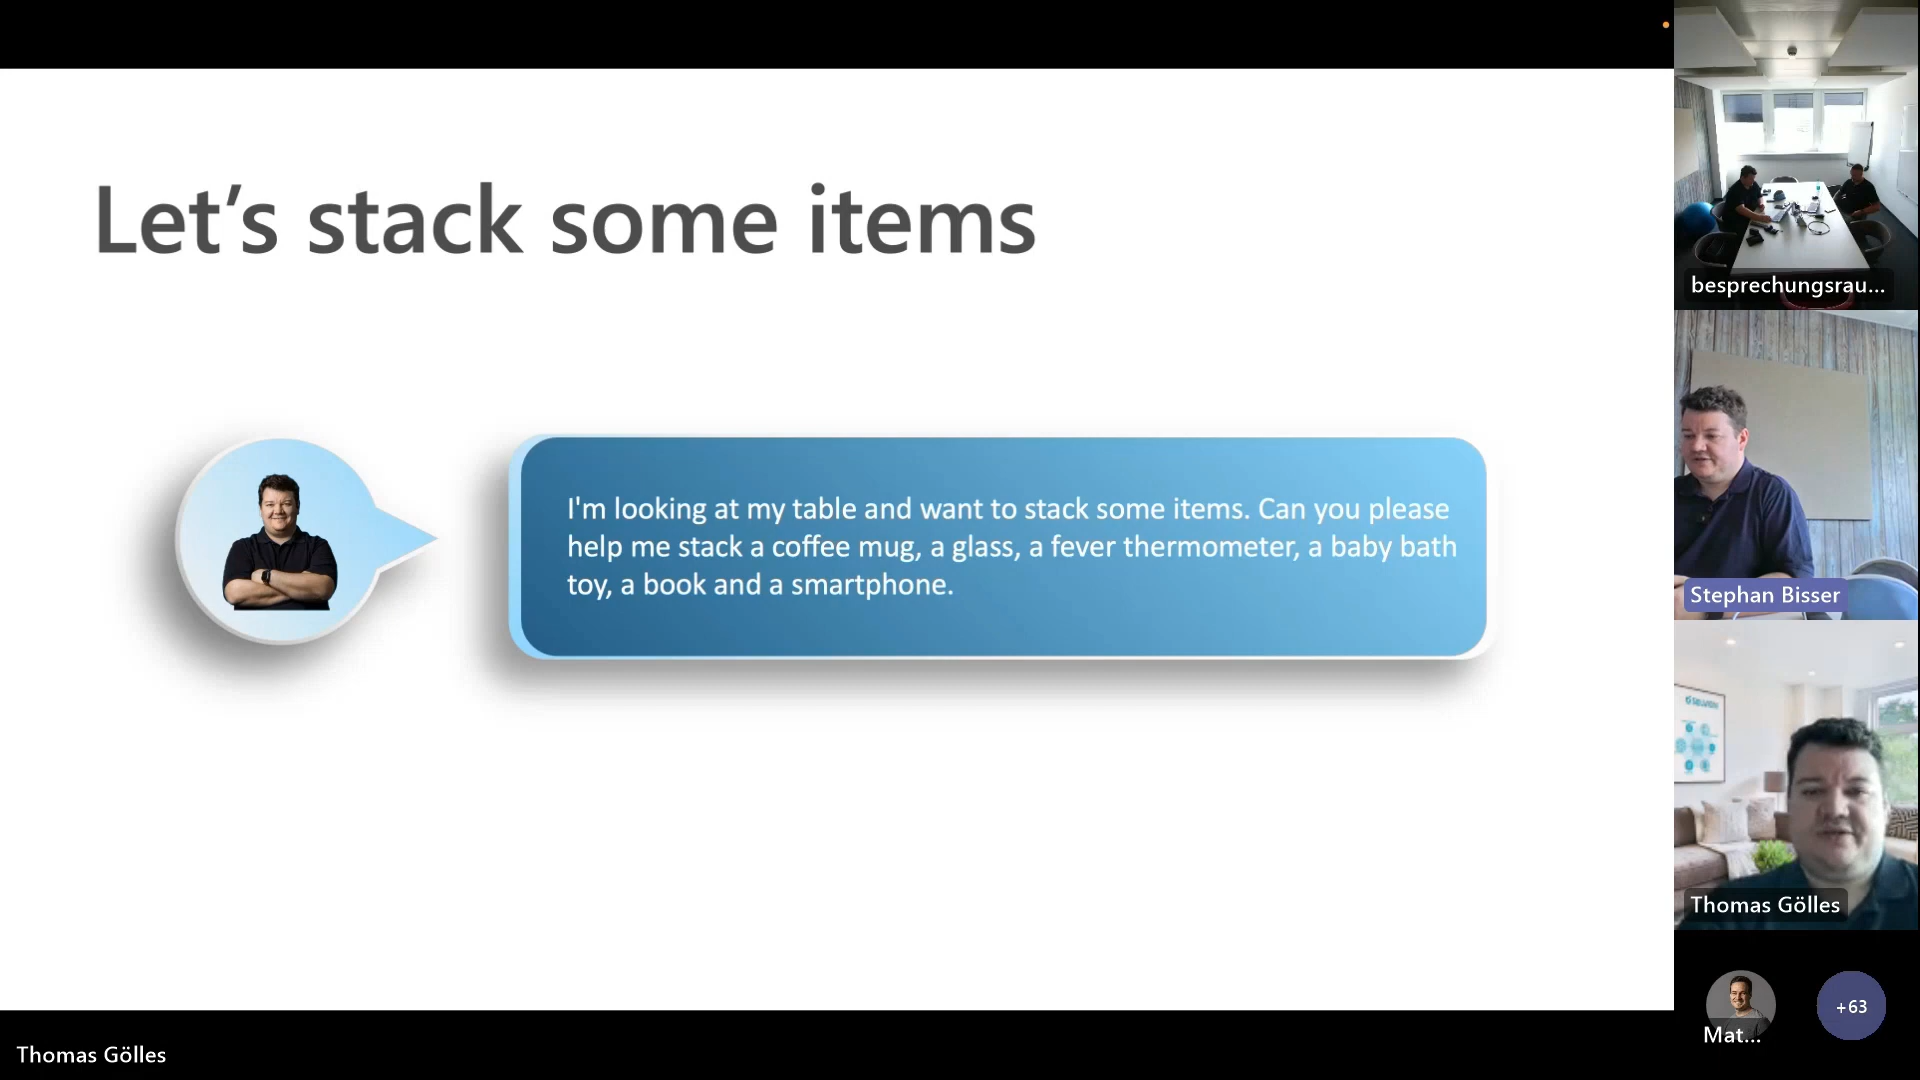 Let’s stack some items
I'm looking at my table and want to stack some items. Can you please
help me stack a coffee mug, a glass, a fever thermometer, a baby bath
toy, a book and a smartphone.
besprechungsrau...
Stephan Bisser
Thomas Gölles
Mat...
+63
Thomas Gölles